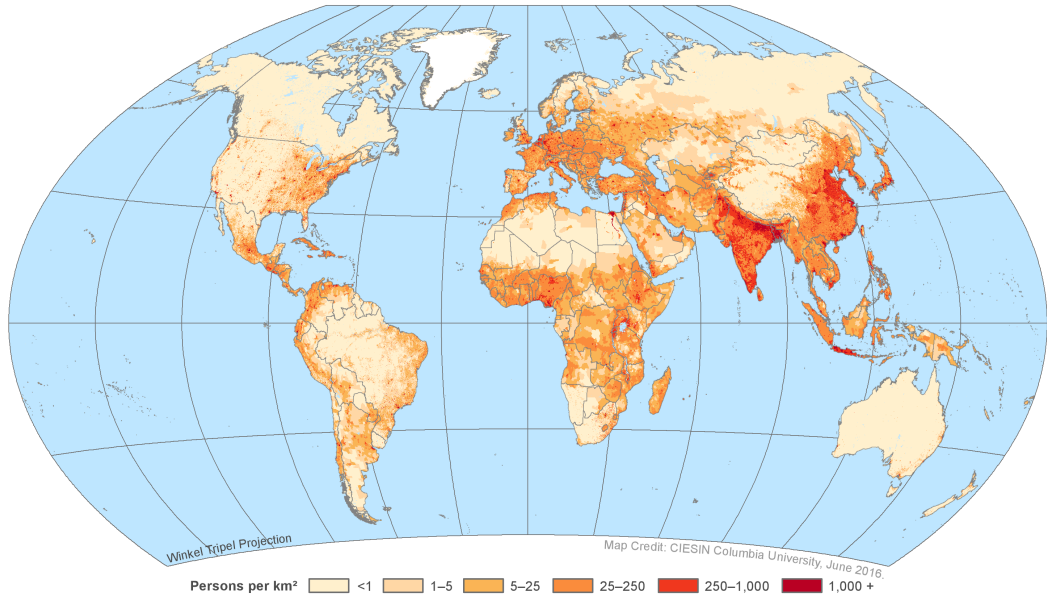 Winkel Tripel Projection
Map Credit: CIESIN Columbia University, June 2016.
Persons per km² <1 1–5 5–25 25–250 250–1,000 1,000 +